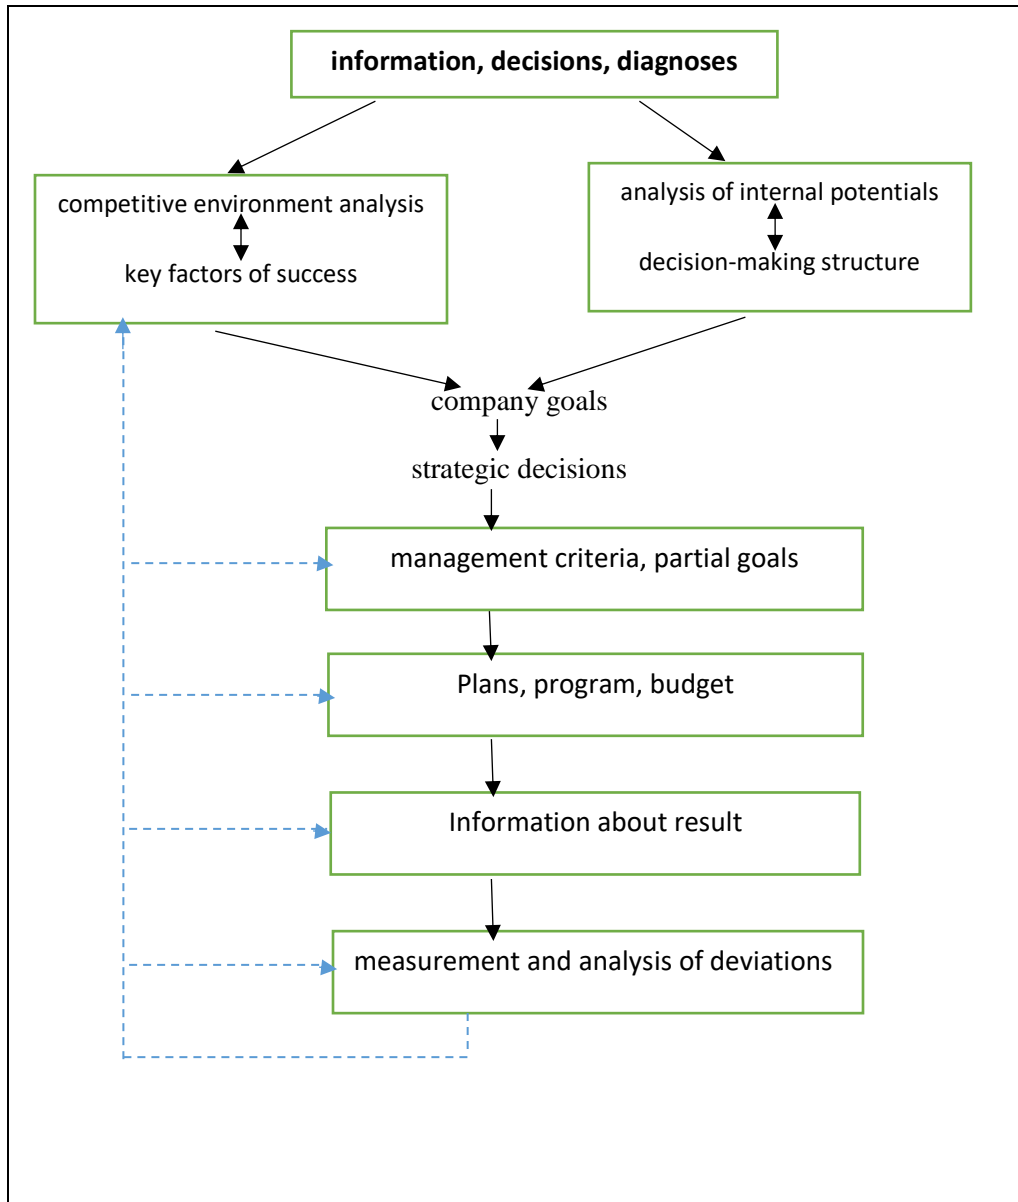 information, decisions, diagnoses
competitive environment analysis
key factors of success
analysis of internal potentials
decision-making structure
company goals
strategic decisions
management criteria, partial goals
Plans, program, budget
Information about result
measurement and analysis of deviations